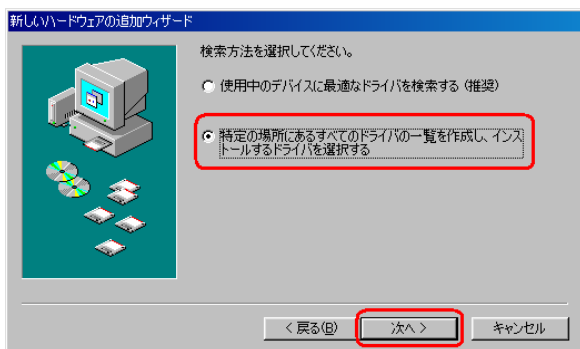 新しいハードウェアの追加ウィザード
検索方法を選択してください。
使用中のデバイスに最適なドライバを検索する (推奨)
特定の場所にあるすべてのドライバの一覧を作成し、インス
トールするドライバを選択する
< 戻る(B)
次へ >
キャンセル